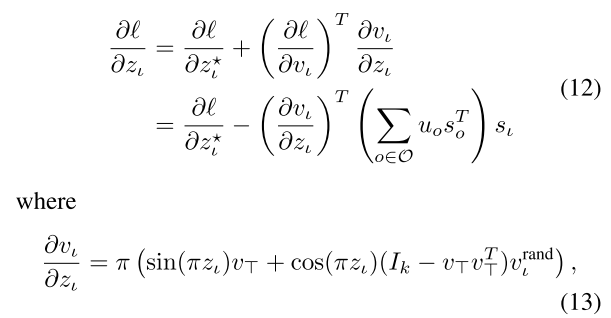 ∂ℓ/∂z_ι = ∂ℓ/∂z_ι^⋆ + (∂ℓ/∂v_ι)^T ∂v_ι/∂z_ι
= ∂ℓ/∂z_ι^⋆ − (∂v_ι/∂z_ι)^T (∑_{o∈𝒪} u_o s_o^T) s_ι (12)
where
∂v_ι/∂z_ι = π (sin(πz_ι)v_⊤ + cos(πz_ι)(I_k − v_⊤v_⊤^T)v_ι^rand), (13)